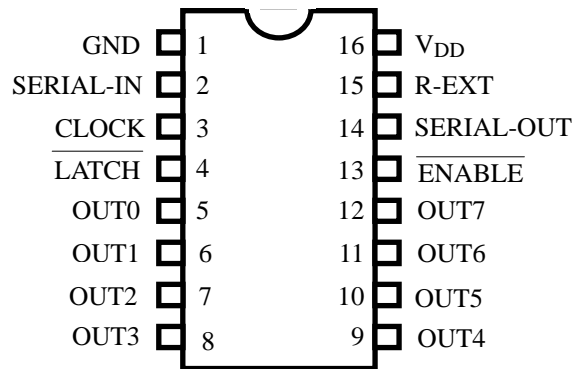 GND 1 16 VDD
SERIAL-IN 2 15 R-EXT
CLOCK 3 14 SERIAL-OUT
LATCH 4 13 ENABLE
OUT0 5 12 OUT7
OUT1 6 11 OUT6
OUT2 7 10 OUT5
OUT3 8 9 OUT4